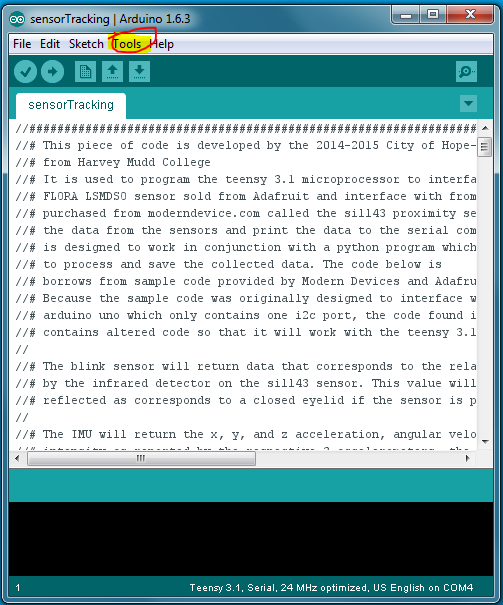 sensorTracking | Arduino 1.6.3
File Edit Sketch Tools Help
sensorTracking
//##################################################################
//# This piece of code is developed by the 2014-2015 City of Hope-
//# from Harvey Mudd College
//# It is used to program the teensy 3.1 microprocessor to interfa
//# FLORA LSMDSO sensor sold from Adafruit and interface with from
//# purchased from moderndevice.com called the sill43 proximity se
//# the data from the sensors and print the data to the serial com
//# is designed to work in conjunction with a python program which
//# to process and save the collected data. The code below is
//# borrows from sample code provided by Modern Devices and Adafru
//# Because the sample code was originally designed to interface w
//# arduino uno which only contains one i2c port, the code found i
//# contains altered code so that it will work with the teensy 3.1
//
//# The blink sensor will return data that corresponds to the rela
//# by the infrared detector on the sill43 sensor. This value will
//# reflected as corresponds to a closed eyelid if the sensor is p
//
//# The IMU will return the x, y, and z acceleration, angular velo
1
Teensy 3.1, Serial, 24 MHz optimized, US English on COM4